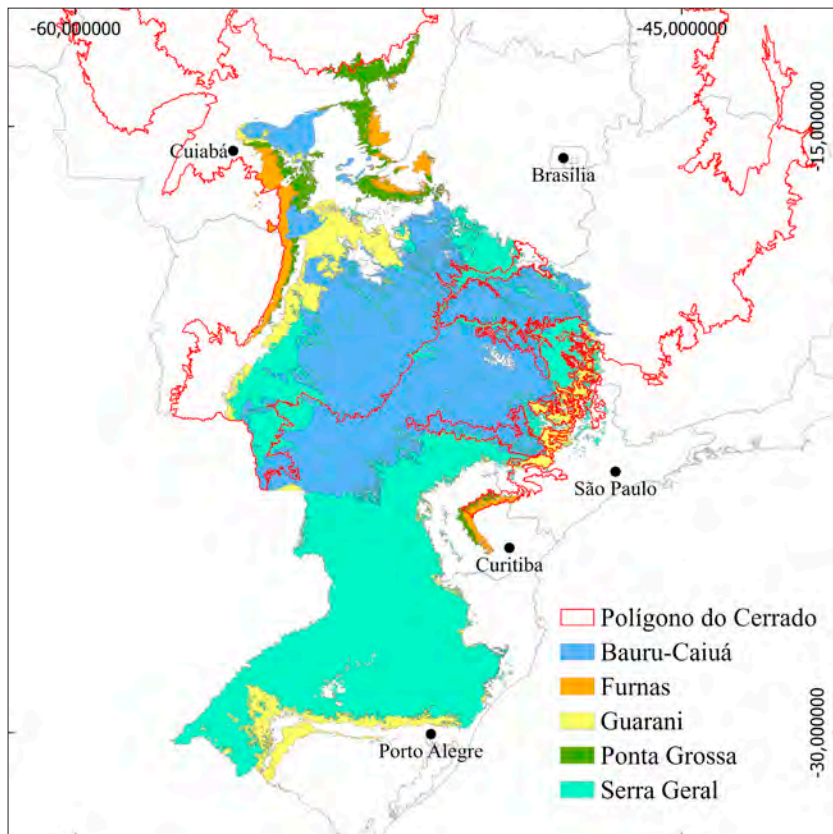 -60,000000
-45,000000
-15,000000
Cuiabá
Brasília
São Paulo
Curitiba
Polígono do Cerrado
Bauru-Caiuá
Furnas
Guarani
Ponta Grossa
Serra Geral
Porto Alegre
-30,000000